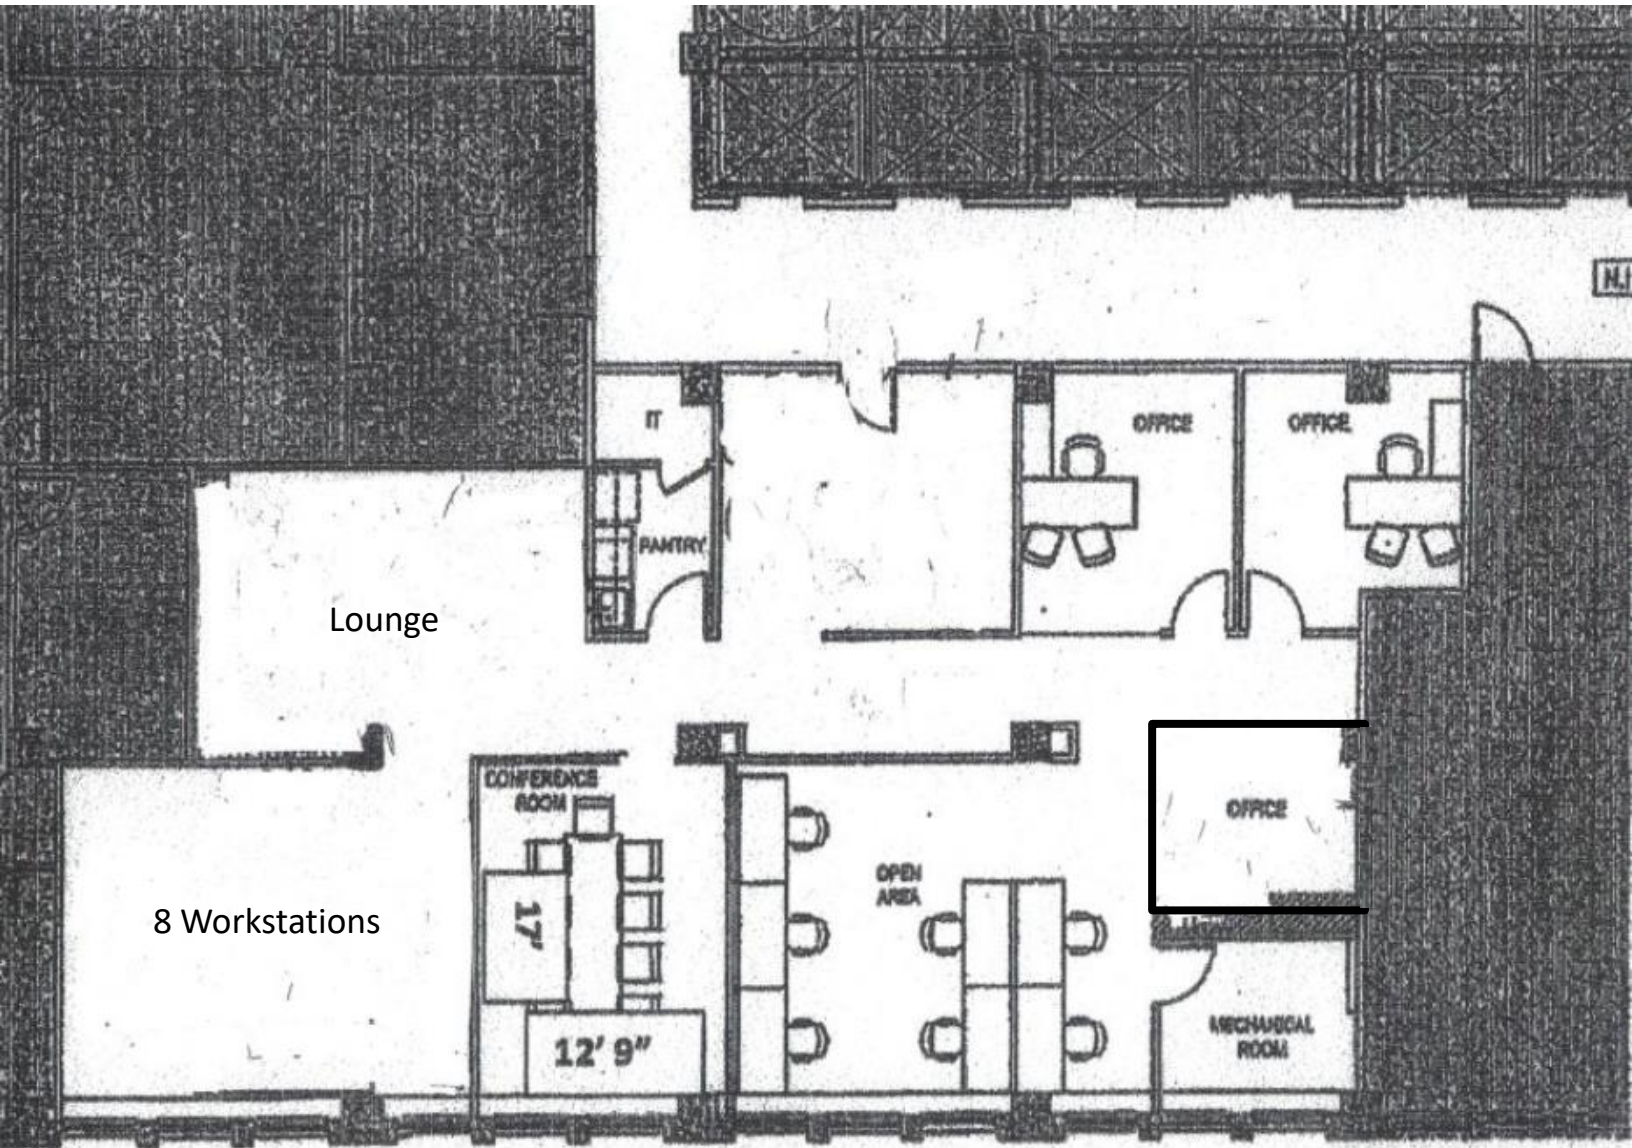 IT
OFFICE
OFFICE
PANTRY
Lounge
CONFERENCE
ROOM
OFFICE
OPEN
AREA
17'
8 Workstations
12' 9"
MECHANICAL
ROOM